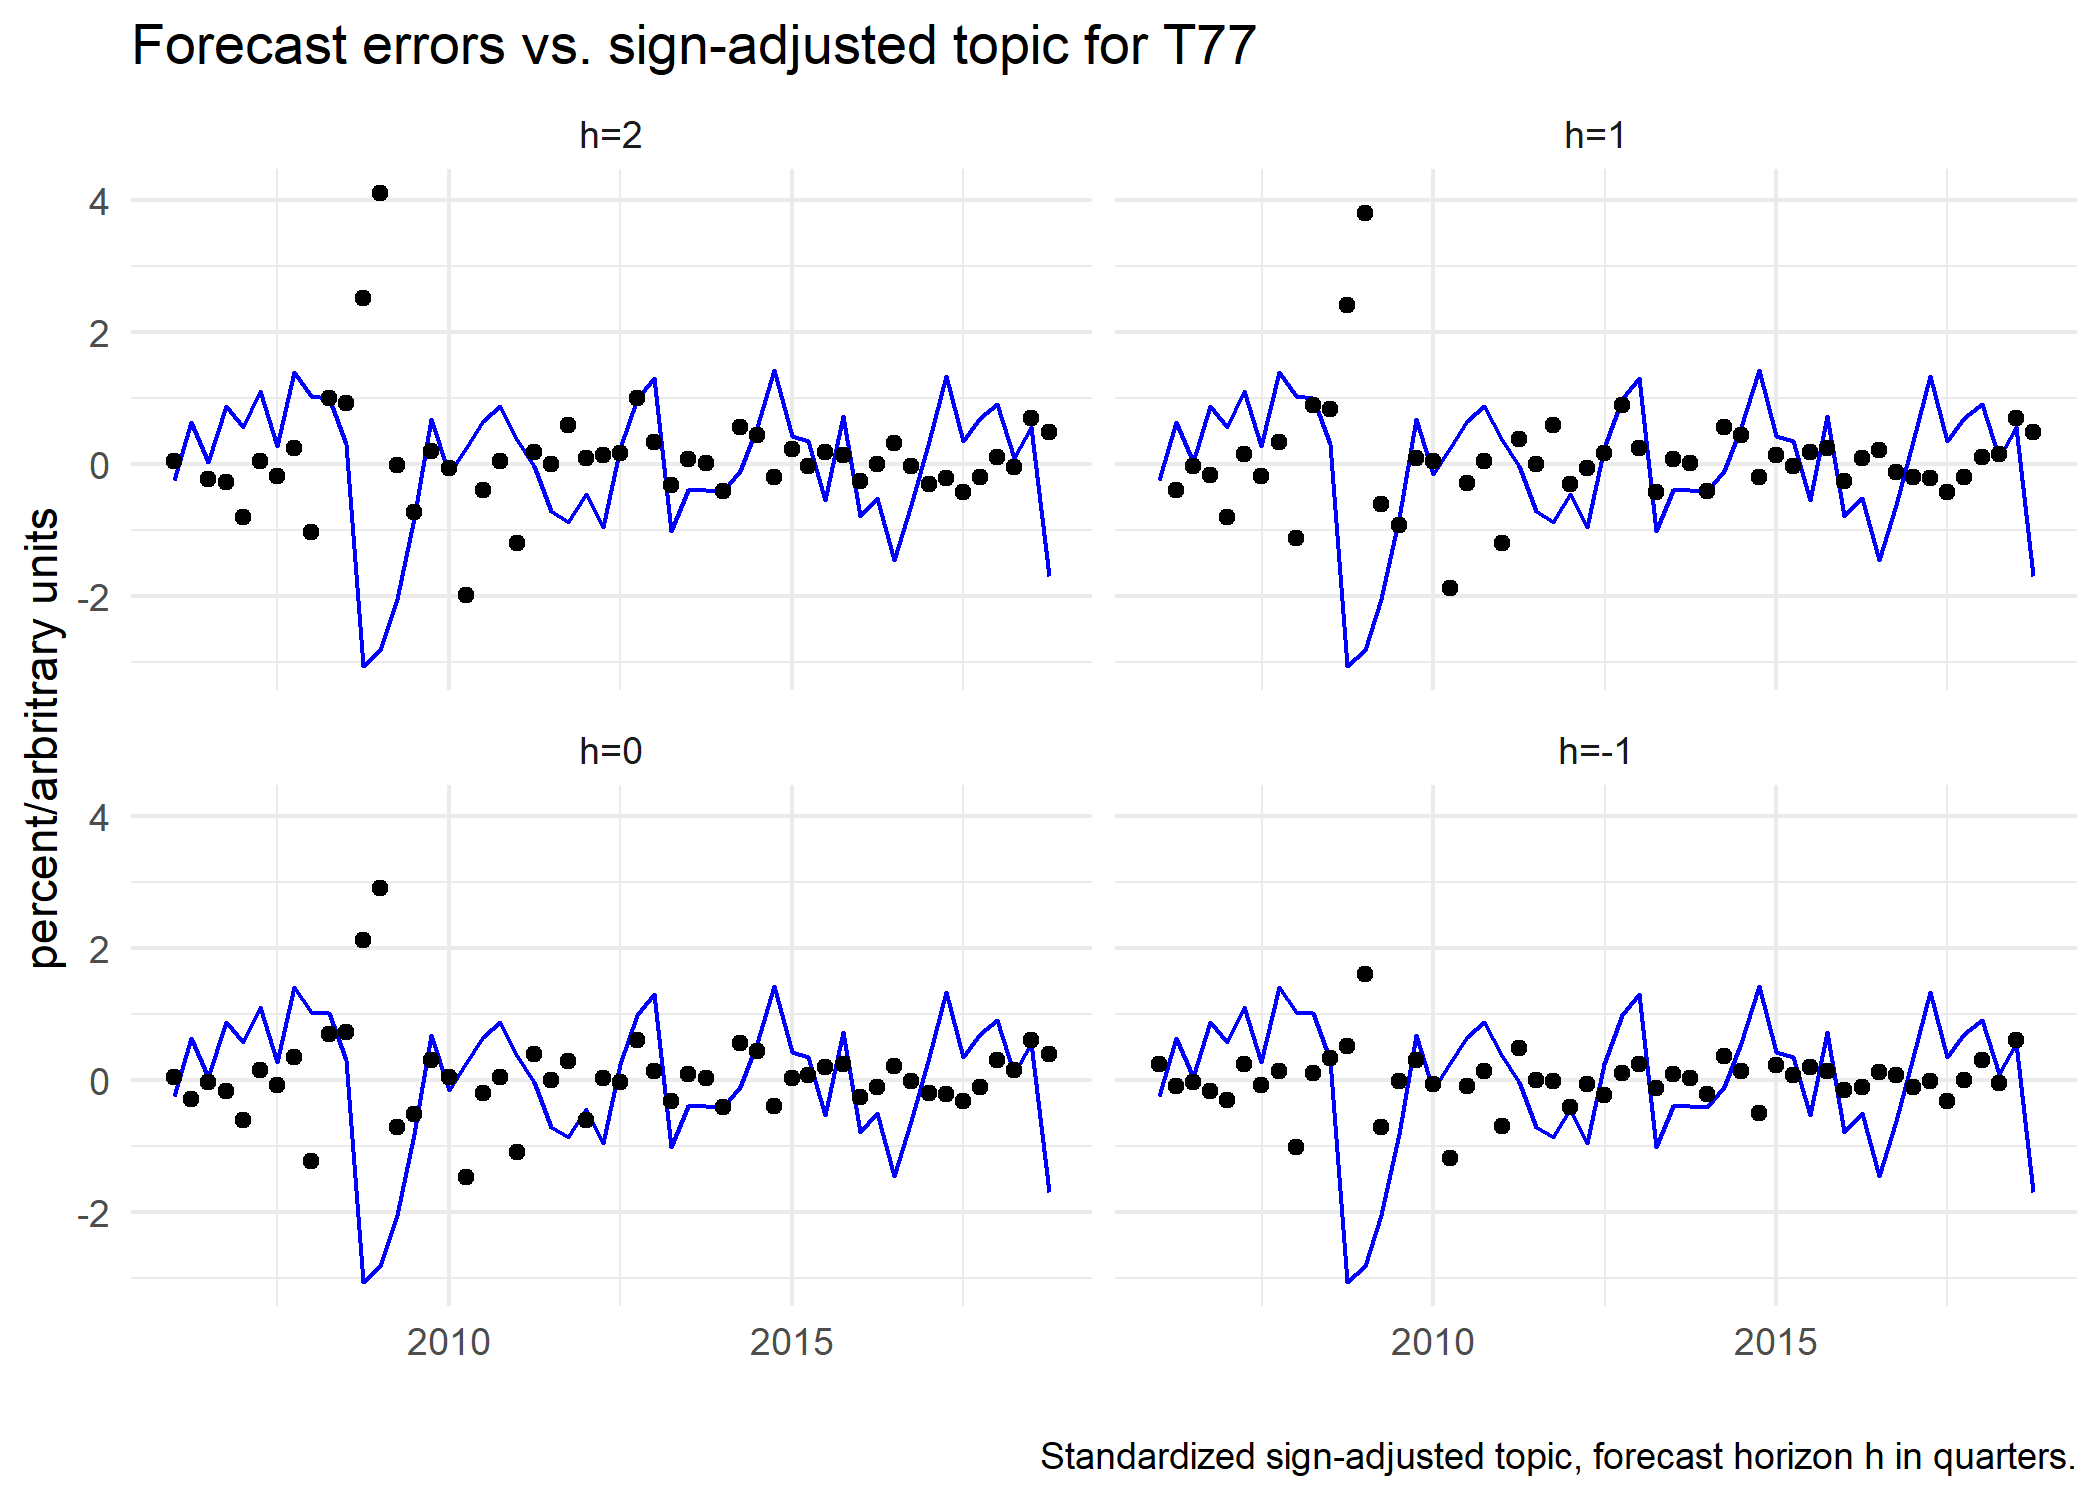 Forecast errors vs. sign-adjusted topic for T77
h=2
h=1
4
2
0
-2
percent/arbritrary units
h=0
h=-1
4
2
0
-2
2010
2015
2010
2015
Standardized sign-adjusted topic, forecast horizon h in quarters.